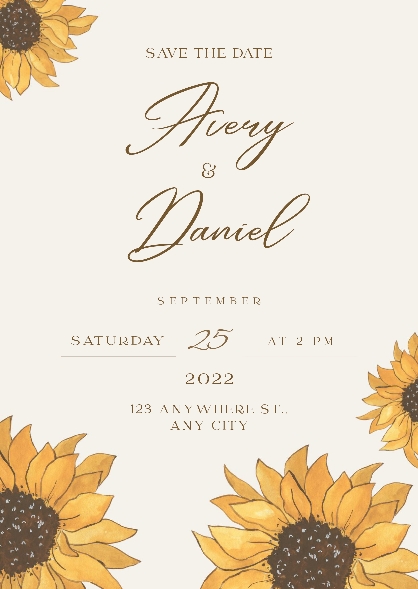 SAVE THE DATE
Avery
&
Daniel
SEPTEMBER
SATURDAY 25 AT 2 PM
2022
123 ANYWHERE ST.,
ANY CITY